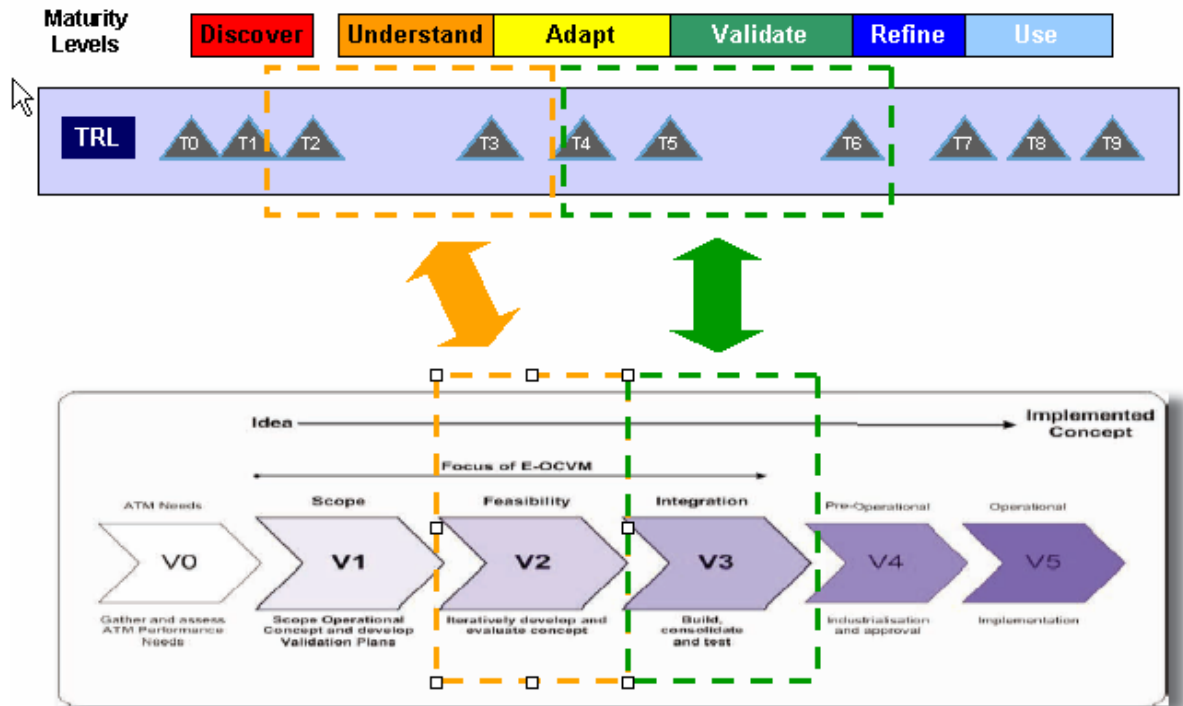 Maturity
Levels
Discover
Understand
Adapt
Validate
Refine
Use
TRL
T0
T1
T2
T3
T4
T5
T6
T7
T8
T9
Idea
Implemented
Concept
Focus of E-OCVM
ATM Needs
Scope
Feasibility
Integration
Pre-Operational
Operational
V0
V1
V2
V3
V4
V5
Gather and assess
ATM Performance
Needs
Scope Operational
Concept and develop
Validation Plans
Iteratively develop and
evaluate concept
Build,
consolidate
and test
Industrialisation
and approval
Implementation